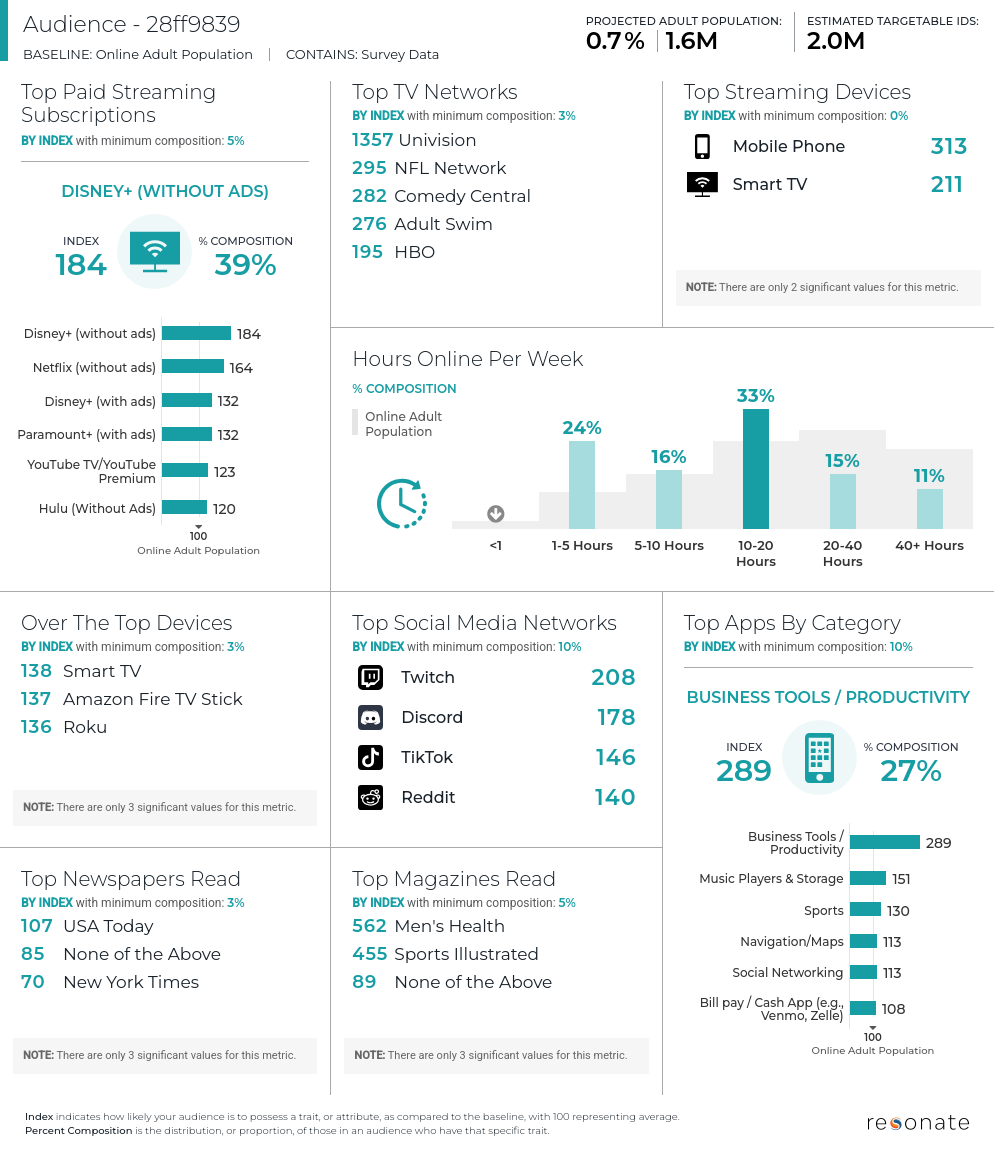 Audience - 28ff9839
BASELINE: Online Adult Population | CONTAINS: Survey Data
PROJECTED ADULT POPULATION:
0.7% | 1.6M
ESTIMATED TARGETABLE IDS:
2.0M
Top Paid Streaming
Subscriptions
BY INDEX with minimum composition: 5%
DISNEY+ (WITHOUT ADS)
INDEX
184
% COMPOSITION
39%
Disney+ (without ads) 184
Netflix (without ads) 164
Disney+ (with ads) 132
Paramount+ (with ads) 132
YouTube TV/YouTube
Premium 123
Hulu (Without Ads) 120
100
Online Adult Population
Top TV Networks
BY INDEX with minimum composition: 3%
1357 Univision
295 NFL Network
282 Comedy Central
276 Adult Swim
195 HBO
Top Streaming Devices
BY INDEX with minimum composition: 0%
Mobile Phone 313
Smart TV 211
NOTE: There are only 2 significant values for this metric.
Hours Online Per Week
% COMPOSITION
Online Adult
Population
24%
16%
33%
15%
11%
<1
1-5 Hours
5-10 Hours
10-20
Hours
20-40
Hours
40+ Hours
Over The Top Devices
BY INDEX with minimum composition: 3%
138 Smart TV
137 Amazon Fire TV Stick
136 Roku
NOTE: There are only 3 significant values for this metric.
Top Social Media Networks
BY INDEX with minimum composition: 10%
Twitch 208
Discord 178
TikTok 146
Reddit 140
Top Apps By Category
BY INDEX with minimum composition: 10%
BUSINESS TOOLS / PRODUCTIVITY
INDEX
289
% COMPOSITION
27%
Business Tools /
Productivity 289
Music Players & Storage 151
Sports 130
Navigation/Maps 113
Social Networking 113
Bill pay / Cash App (e.g.,
Venmo, Zelle) 108
100
Online Adult Population
Top Newspapers Read
BY INDEX with minimum composition: 3%
107 USA Today
85 None of the Above
70 New York Times
NOTE: There are only 3 significant values for this metric.
Top Magazines Read
BY INDEX with minimum composition: 5%
562 Men's Health
455 Sports Illustrated
89 None of the Above
NOTE: There are only 3 significant values for this metric.
Index indicates how likely your audience is to possess a trait, or attribute, as compared to the baseline, with 100 representing average.
Percent Composition is the distribution, or proportion, of those in an audience who have that specific trait.
resonate